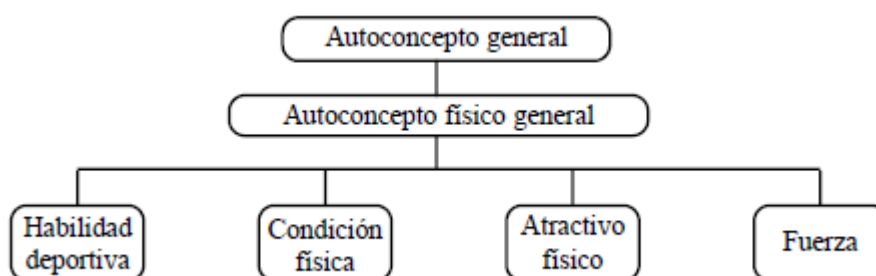 Autoconcepto general
Autoconcepto físico general
Habilidad
deportiva
Condición
física
Atractivo
físico
Fuerza